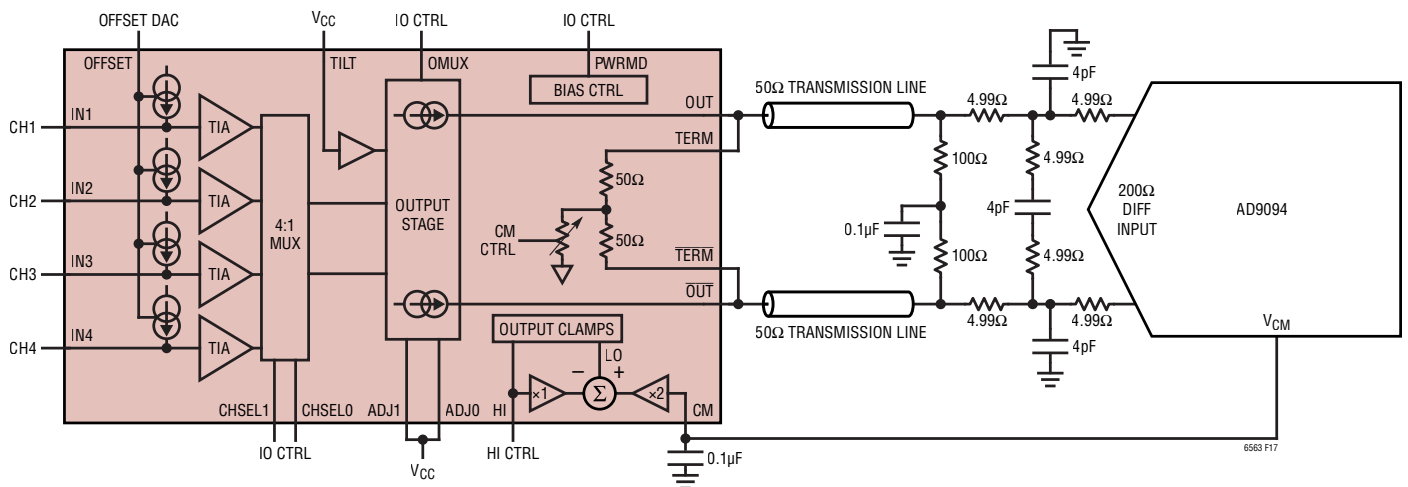 OFFSET DAC
VCC
IO CTRL
IO CTRL
OFFSET
TILT
OMUX
PWRMD
BIAS CTRL
4pF
50Ω TRANSMISSION LINE
4.99Ω
4.99Ω
OUT
CH1
IN1
TIA
TERM
100Ω
4.99Ω
CH2
IN2
TIA
50Ω
4:1
MUX
OUTPUT
STAGE
CM
CTRL
50Ω
0.1µF
4pF
200Ω
DIFF
INPUT
AD9094
CH3
IN3
TIA
TERM
100Ω
4.99Ω
OUT
CH4
IN4
TIA
OUTPUT CLAMPS
50Ω TRANSMISSION LINE
4.99Ω
4.99Ω
VCM
4pF
LO
– +
×1
Σ
×2
CHSEL1
CHSEL0
ADJ1
ADJ0
HI
CM
IO CTRL
VCC
HI CTRL
0.1µF
6563 F17